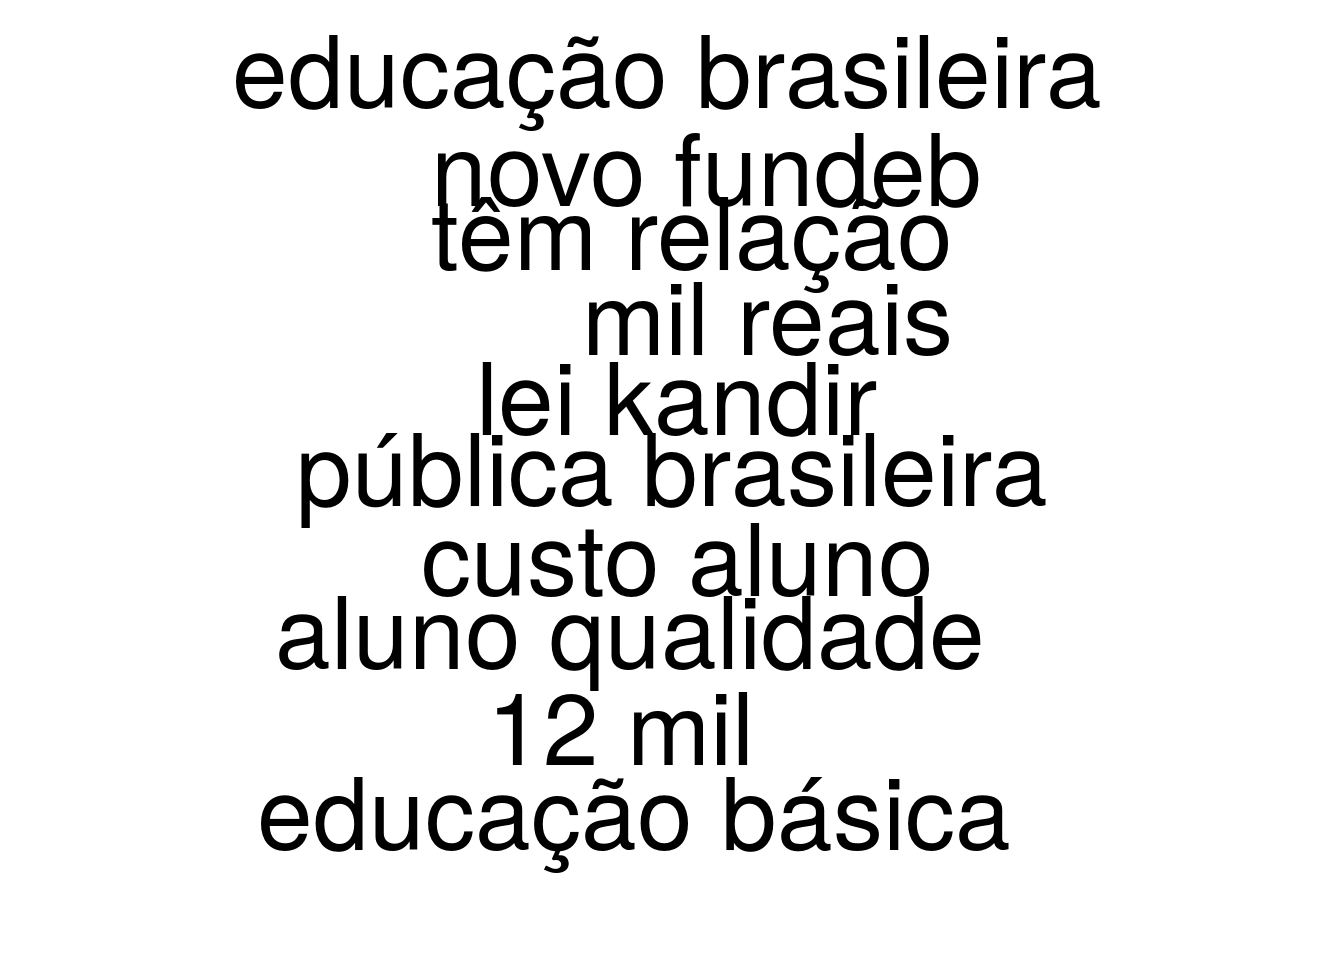 educação brasileira
novo fundeb
têm relação
mil reais
lei kandir
pública brasileira
custo aluno
aluno qualidade
12 mil
educação básica